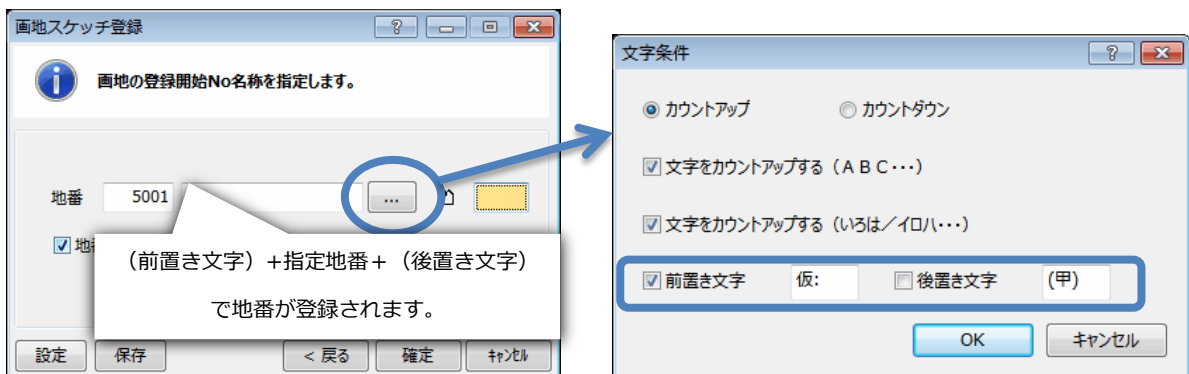 画地スケッチ登録
画地の登録開始No名称を指定します。
地番 5001 ...
地
(前置き文字)+指定地番+(後置き文字)
で地番が登録されます。
設定 保存 < 戻る 確定 キャンセル
文字条件
カウントアップ カウントダウン
文字をカウントアップする(ABC・・・)
文字をカウントアップする(いろは/イロハ・・・)
前置き文字 仮: 後置き文字 (甲)
OK キャンセル